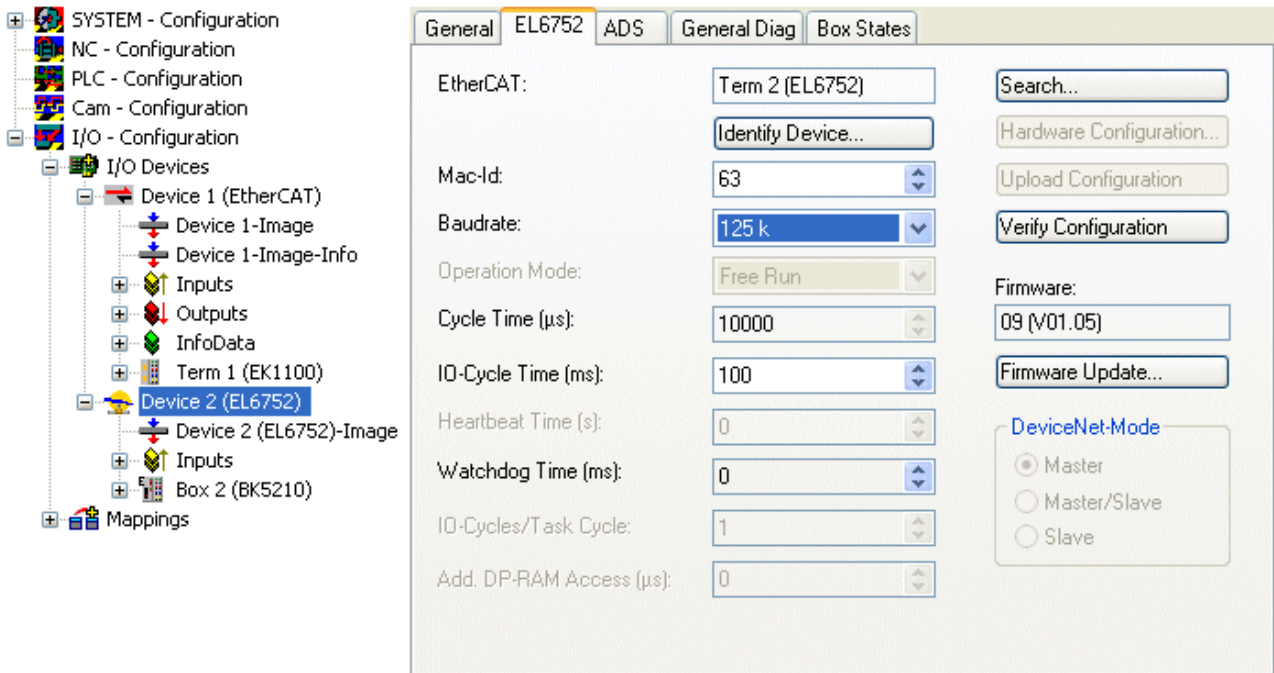 SYSTEM - Configuration
NC - Configuration
PLC - Configuration
Cam - Configuration
I/O - Configuration
I/O Devices
Device 1 (EtherCAT)
Device 1-Image
Device 1-Image-Info
Inputs
Outputs
InfoData
Term 1 (EK1100)
Device 2 (EL6752)
Device 2 (EL6752)-Image
Inputs
Box 2 (BK5210)
Mappings
General EL6752 ADS General Diag Box States
EtherCAT: Term 2 (EL6752) Search...
Identify Device... Hardware Configuration...
Mac-Id: 63 Upload Configuration
Baudrate: 125 k Verify Configuration
Operation Mode: Free Run
Firmware:
Cycle Time (µs): 10000 09 (V01.05)
IO-Cycle Time (ms): 100 Firmware Update...
Heartbeat Time (s): 0 DeviceNet-Mode
Watchdog Time (ms): 0 Master
Master/Slave
IO-Cycles/Task Cycle: 1 Slave
Add. DP-RAM Access (µs): 0